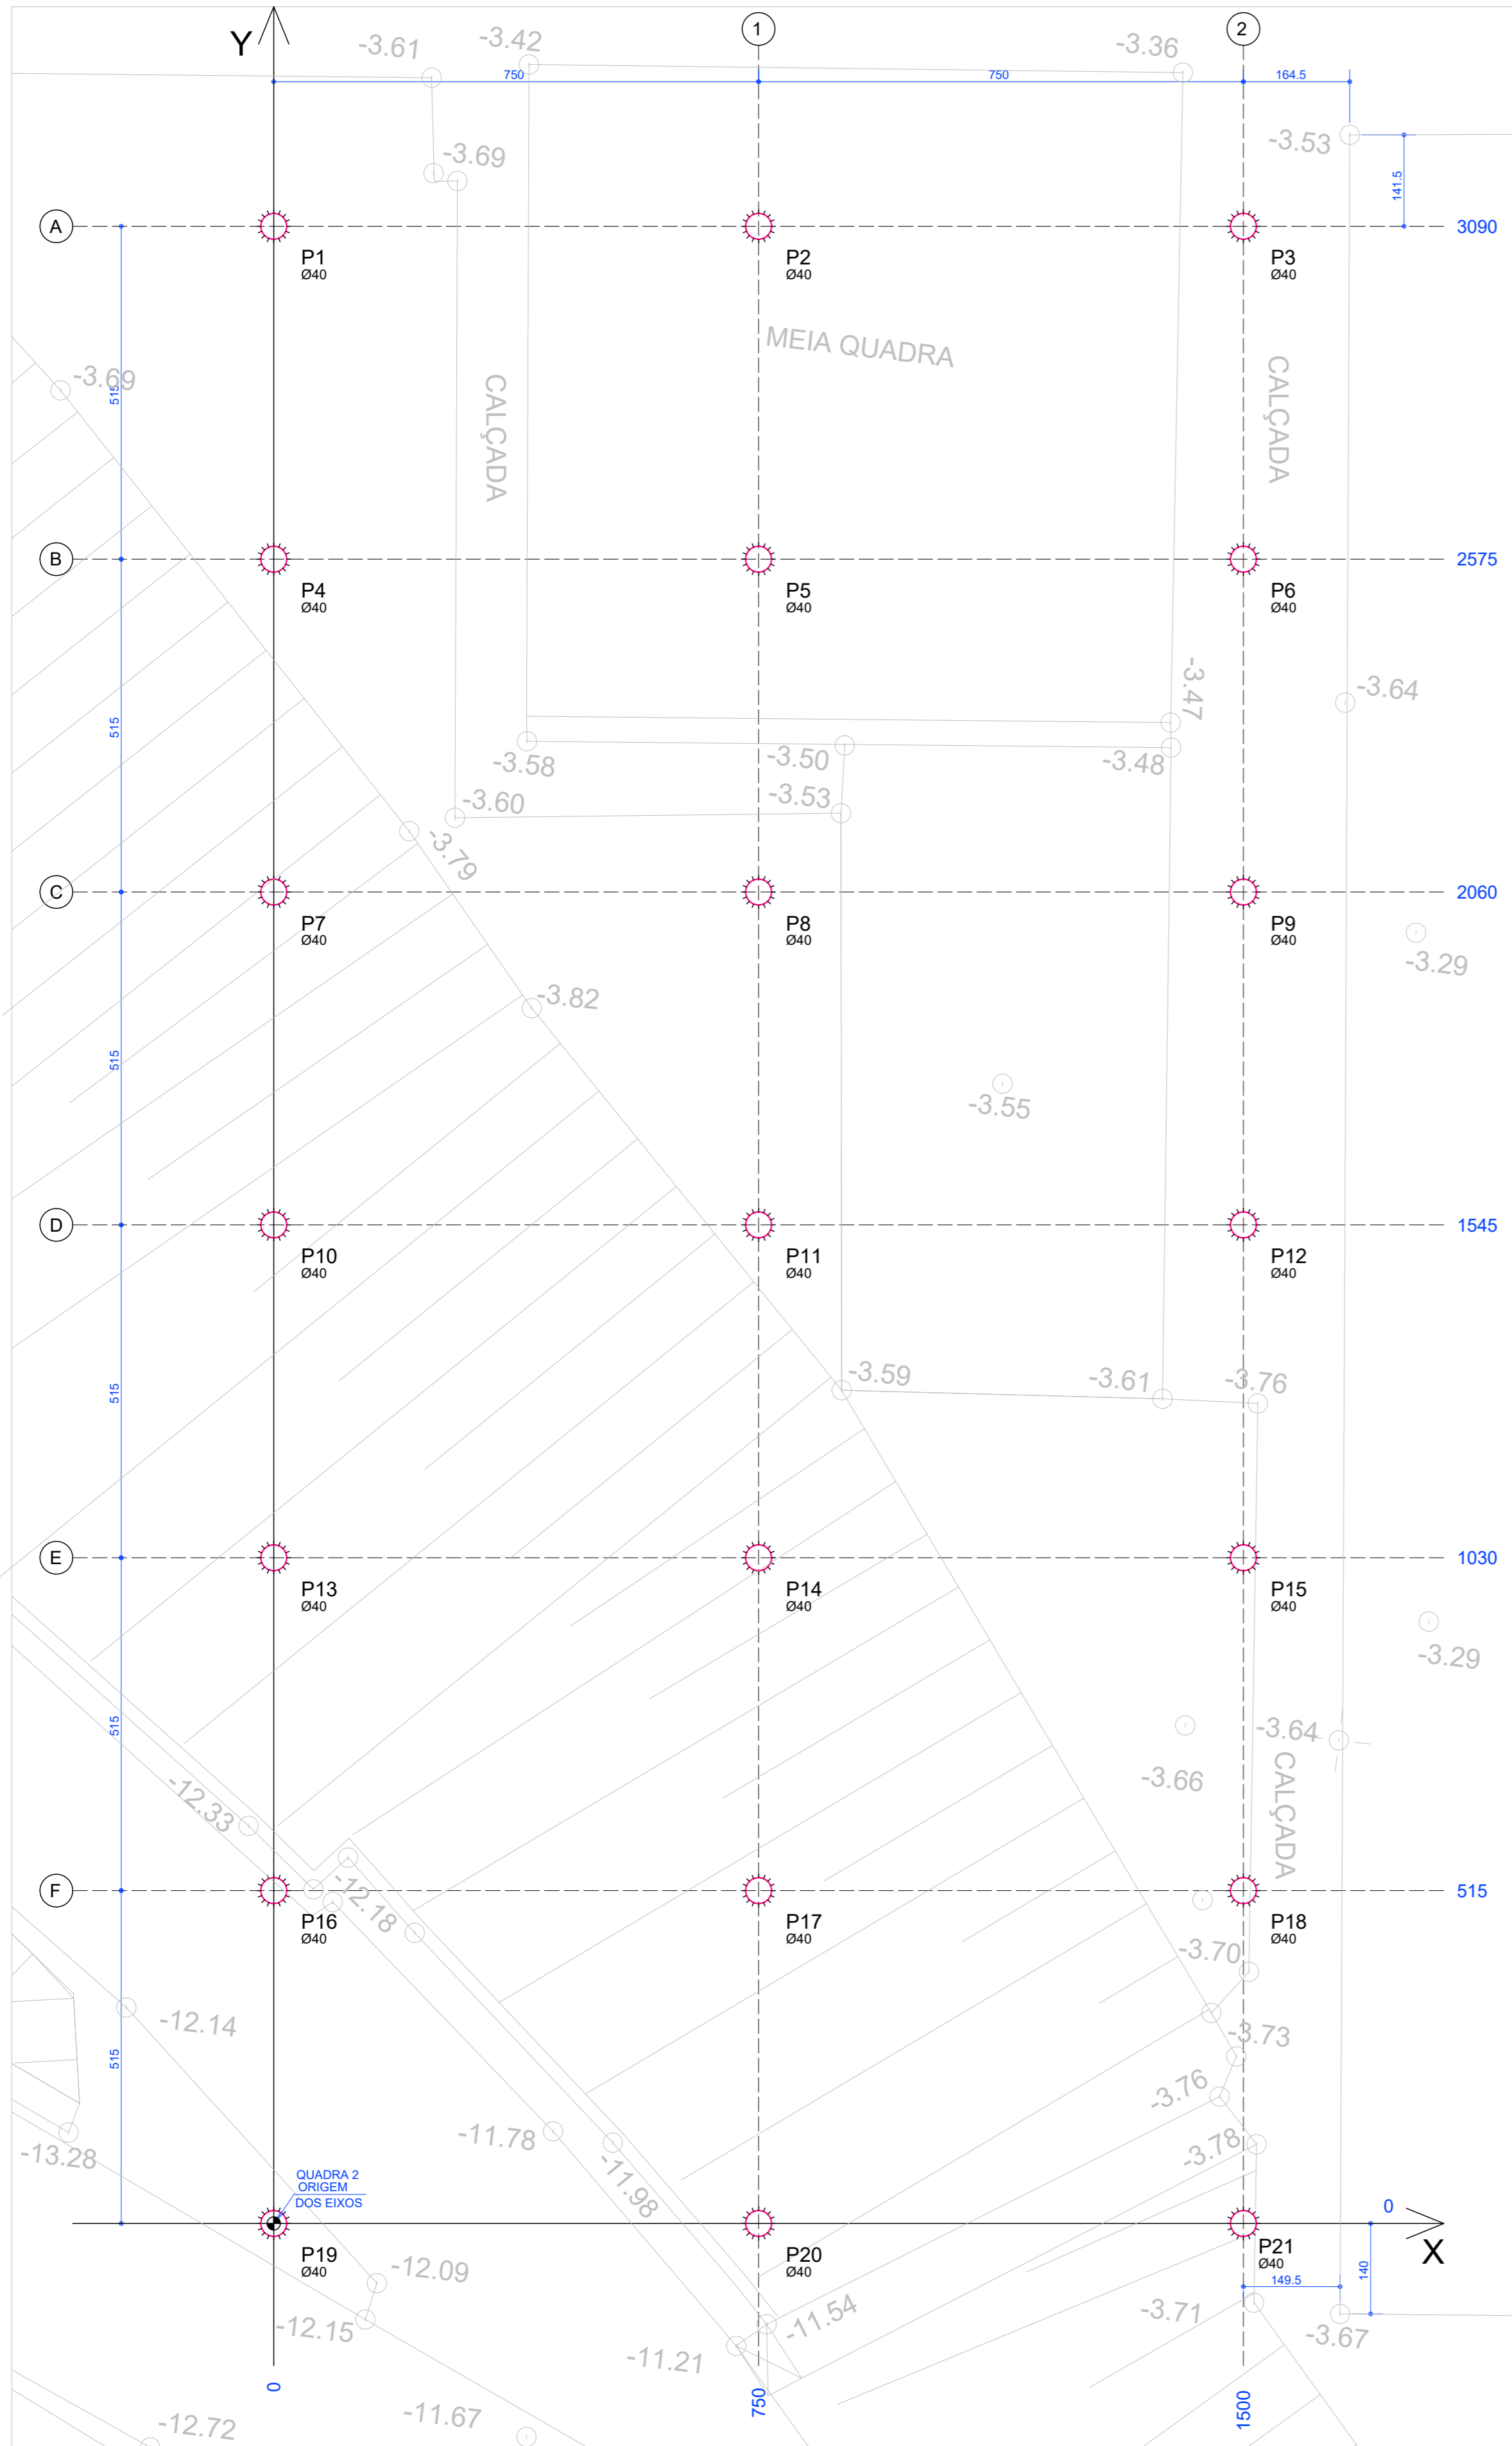 Y
1
2
-3.61
-3.42
-3.36
750
750
164.5
-3.53
141.5
-3.69
A
3090
P1
Ø40
P2
Ø40
P3
Ø40
MEIA QUADRA
CALÇADA
CALÇADA
-3.69
515
B
2575
P4
Ø40
P5
Ø40
P6
Ø40
-3.47
-3.64
515
-3.58
-3.50
-3.48
-3.60
-3.53
-3.79
C
2060
P7
Ø40
P8
Ø40
P9
Ø40
-3.29
-3.82
515
-3.55
D
1545
P10
Ø40
P11
Ø40
P12
Ø40
515
-3.59
-3.61
-3.76
E
1030
P13
Ø40
P14
Ø40
P15
Ø40
-3.29
515
-3.64
-3.66
CALÇADA
-12.33
-12.18
F
515
P16
Ø40
P17
Ø40
P18
Ø40
-3.70
-12.14
-3.73
515
-3.76
-11.78
-3.78
-13.28
-11.98
QUADRA 2
ORIGEM
DOS EIXOS
0
X
P19
Ø40
P20
Ø40
P21
Ø40
-12.09
149.5
140
-12.15
-11.54
-3.71
-3.67
-11.21
0
750
1500
-12.72
-11.67